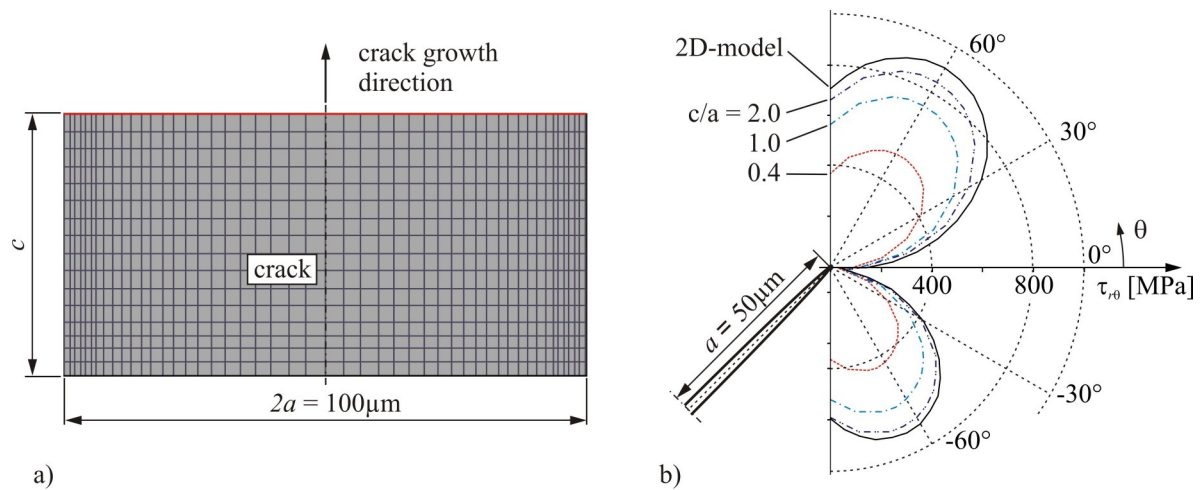 crack growth
direction
c
crack
2a = 100µm
a)
2D-model
c/a = 2.0
1.0
0.4
60°
30°
θ
0°
400
800
τrθ [MPa]
a = 50µm
-30°
-60°
b)